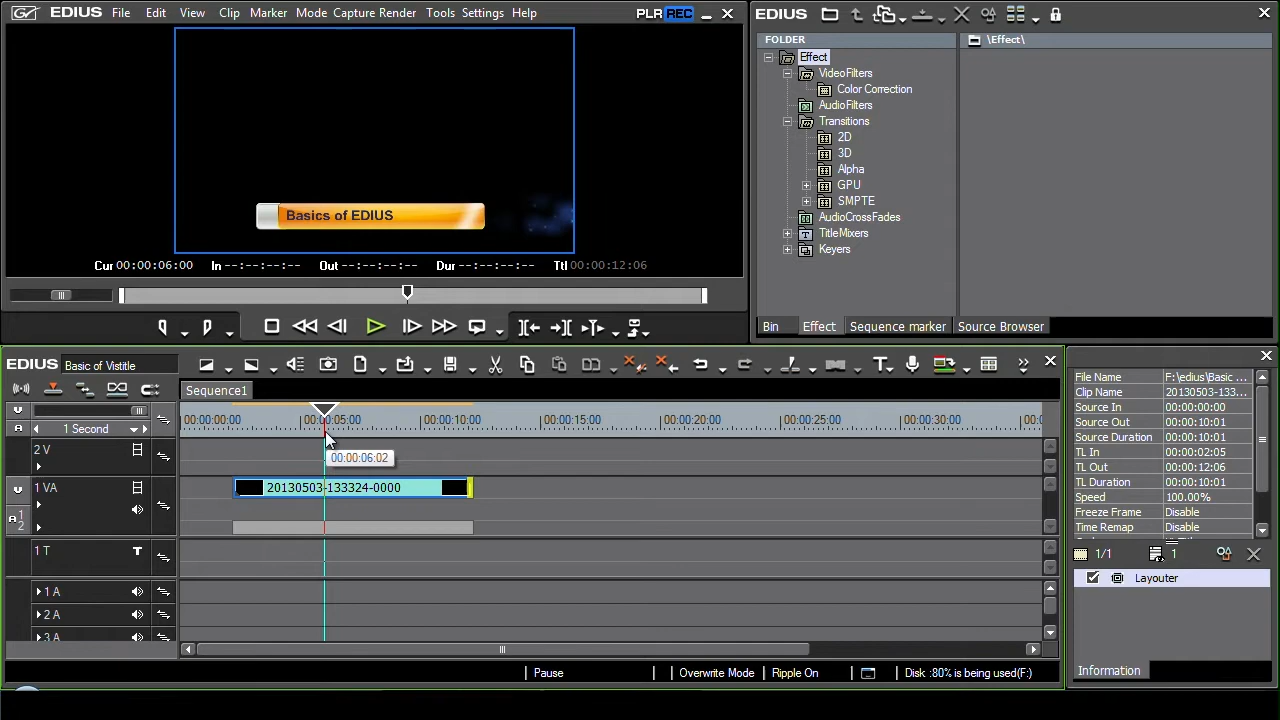 EDIUS File Edit View Clip Marker Mode Capture Render Tools Settings Help PLR REC
Basics of EDIUS
Cur 00:00:06:00 In --:--:--:-- Out --:--:--:-- Dur --:--:--:-- Ttl 00:00:12:06
EDIUS
FOLDER
\Effect\
Effect
VideoFilters
Color Correction
AudioFilters
Transitions
2D
3D
Alpha
GPU
SMPTE
AudioCrossFades
TitleMixers
Keyers
Bin Effect Sequence marker Source Browser
EDIUS Basic of Vistitle
Sequence1
1 Second
00:00:00:00 00:00:05:00 00:00:10:00 00:00:15:00 00:00:20:00 00:00:25:00 00:00:30:00
00:00:06:02
2 V
1 VA
20130503-133324-0000
1
2
1 T T
1 A
2 A
3 A
File Name F:\edius\Basic ...
Clip Name 20130503-133...
Source In 00:00:00:00
Source Out 00:00:10:01
Source Duration 00:00:10:01
TL In 00:00:02:05
TL Out 00:00:12:06
TL Duration 00:00:10:01
Speed 100.00%
Freeze Frame Disable
Time Remap Disable
1/1 1
Layouter
Information
Pause Overwrite Mode Ripple On Disk :80% is being used(F:)